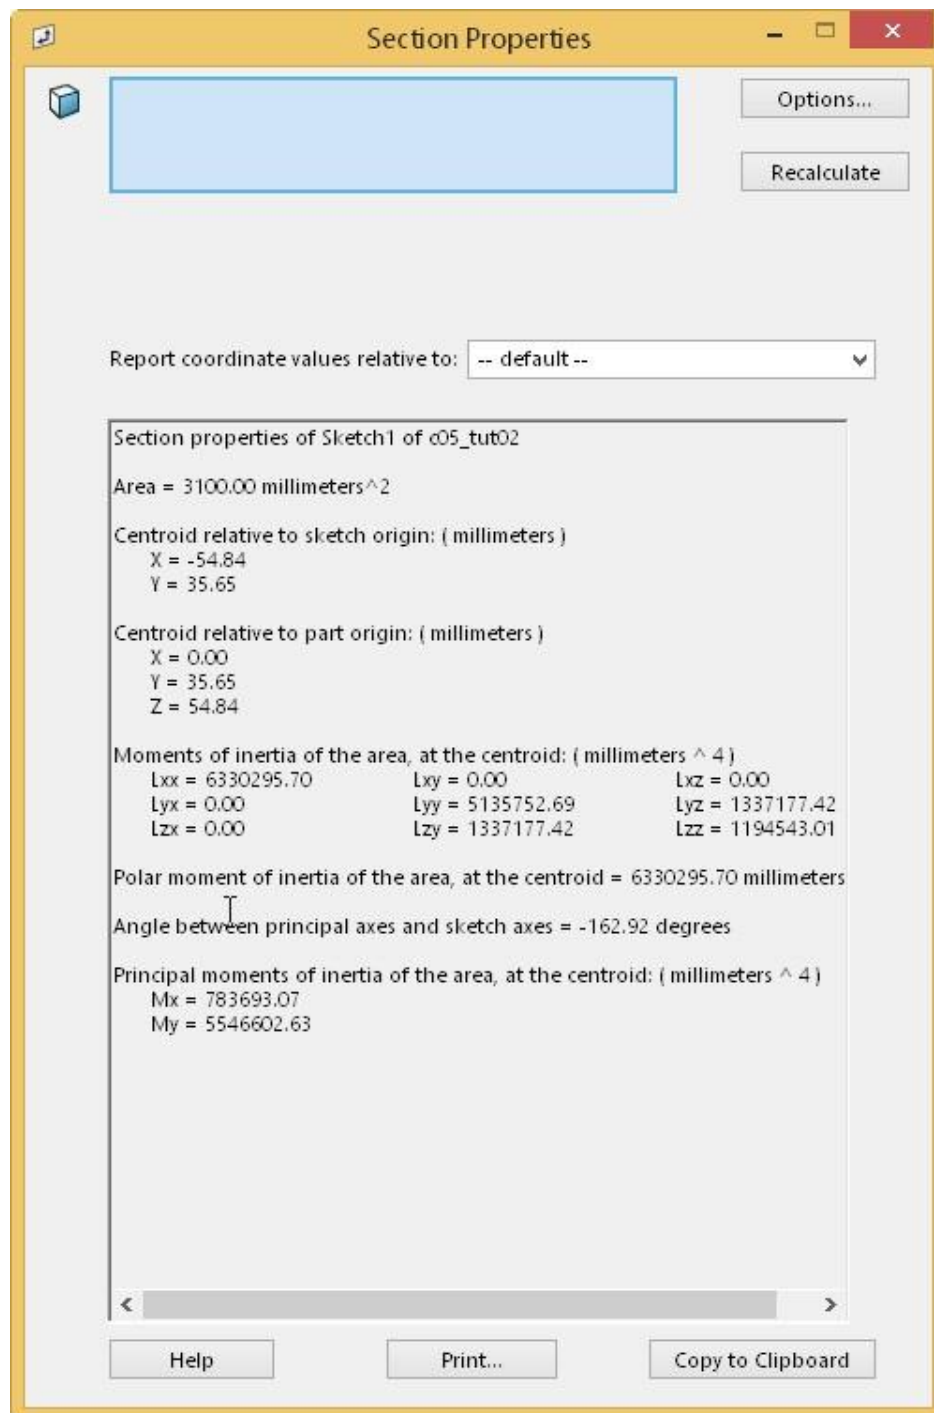 Section Properties
Options...
Recalculate
Report coordinate values relative to: -- default --
Section properties of Sketch1 of c05_tut02
Area = 3100.00 millimeters^2
Centroid relative to sketch origin: ( millimeters )
X = -54.84
Y = 35.65
Centroid relative to part origin: ( millimeters )
X = 0.00
Y = 35.65
Z = 54.84
Moments of inertia of the area, at the centroid: ( millimeters ^ 4 )
Lxx = 6330295.70 Lxy = 0.00 Lxz = 0.00
Lyx = 0.00 Lyy = 5135752.69 Lyz = 1337177.42
Lzx = 0.00 Lzy = 1337177.42 Lzz = 1194543.01
Polar moment of inertia of the area, at the centroid = 6330295.70 millimeters
Angle between principal axes and sketch axes = -162.92 degrees
Principal moments of inertia of the area, at the centroid: ( millimeters ^ 4 )
Mx = 783693.07
My = 5546602.63
Help Print... Copy to Clipboard